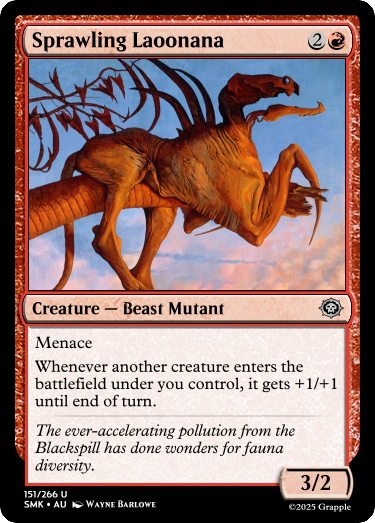 Sprawling Laoonana 2
Creature — Beast Mutant
Menace
Whenever another creature enters the
battlefield under you control, it gets +1/+1
until end of turn.
The ever-accelerating pollution from the
Blackspill has done wonders for fauna
diversity.
3/2
151/266 U
SMK • AU Wayne Barlowe
©2025 Grapple